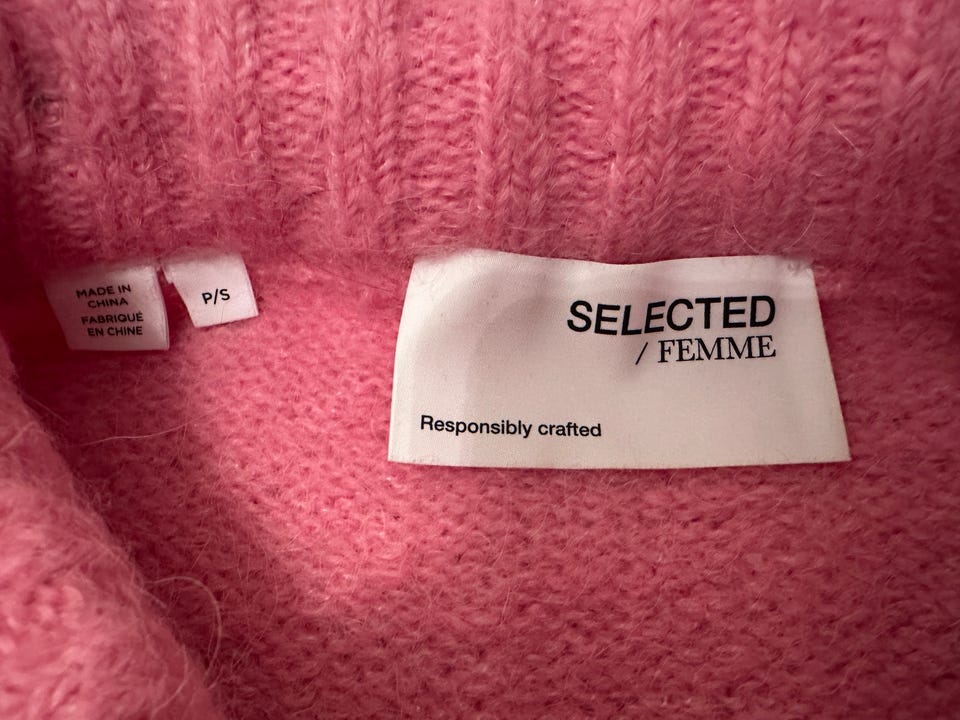 MADE IN
CHINA
FABRIQUÉ
EN CHINE
P/S
SELECTED
/ FEMME
Responsibly crafted